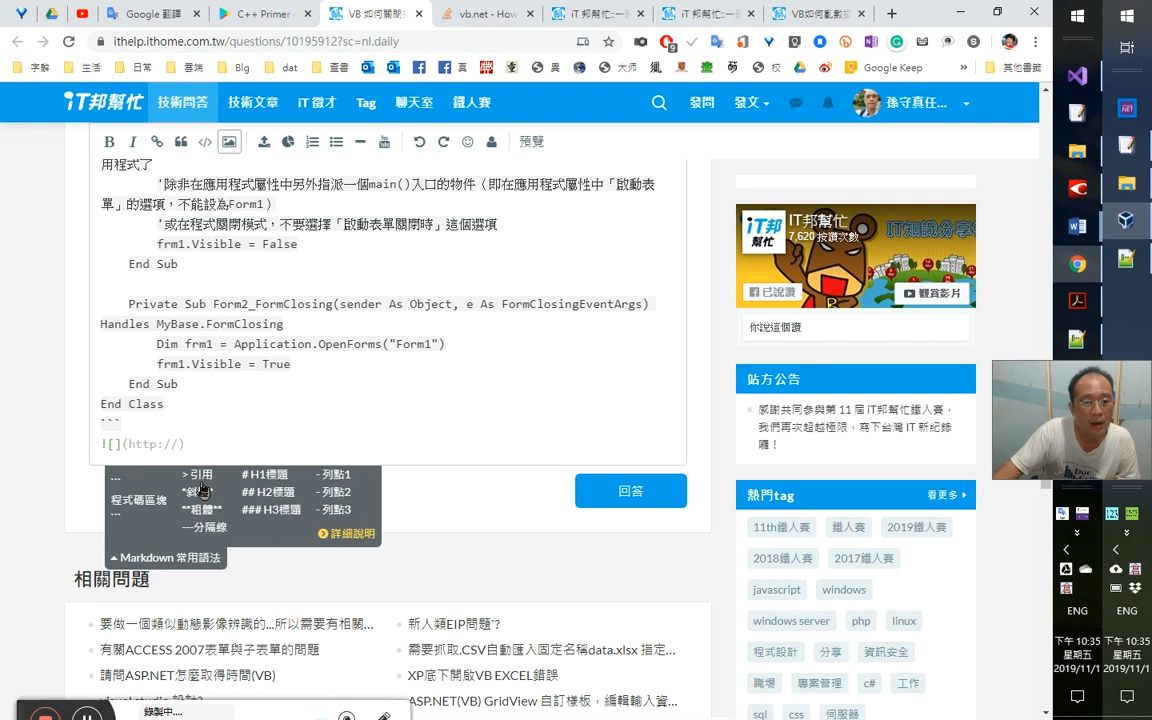 Google 翻譯
C++ Primer -
VB 如何關閉
vb.net - How
iT 邦幫忙::一
iT 邦幫忙::一
VB如何亂數
ithelp.ithome.com.tw/questions/10195912?sc=nl.daily
字辭
生活
日常
雲端
Blg
dat
查書
真
異
大师
校
Google Keep
»
其他書籤
iT邦幫忙
技術問答
技術文章
iT 徵才
Tag
聊天室
鐵人賽
發問
發文
孫守真任...
B I
預覽
用程式了
'除非在應用程式屬性中另外指派一個main()入口的物件（即在應用程式屬性中「啟動表
單」的選項，不能設為Form1）
'或在程式關閉模式，不要選擇「啟動表單關閉時」這個選項
frm1.Visible = False
End Sub
Private Sub Form2_FormClosing(sender As Object, e As FormClosingEventArgs)
Handles MyBase.FormClosing
Dim frm1 = Application.OpenForms("Form1")
frm1.Visible = True
End Sub
End Class
```
![](http://)
```
程式碼區塊
```
> 引用
*斜
**粗體**
---分隔線
# H1標題
## H2標題
### H3標題
- 列點1
- 列點2
- 列點3
詳細說明
Markdown 常用語法
回答
相關問題
要做一個類似動態影像辨識的...所以需要有相關...
有關ACCESS 2007表單與子表單的問題
請問ASP.NET怎麼取得時間(VB)
新人類EIP問題`?
需要抓取.CSV自動匯入固定名稱data.xlsx 指定...
XP底下開啟VB EXCEL錯誤
ASP.NET(VB) GridView 自訂樣板，編輯輸入資...
錄製中....
iT邦幫忙
7,620 按讚次數
已說讚
觀賞影片
你說這個讚
站方公告
感謝共同參與第 11 屆 iT邦幫忙鐵人賽，
我們再次超越極限，寫下台灣 IT 新紀錄
囉！
熱門tag
看更多
11th鐵人賽
鐵人賽
2019鐵人賽
2018鐵人賽
2017鐵人賽
javascript
windows
windows server
php
linux
程式設計
分享
資訊安全
職場
專案管理
c#
工作
sql
css
伺服器
ENG
ENG
下午 10:35
星期五
2019/11/1
下午 10:35
星期五
2019/11/1